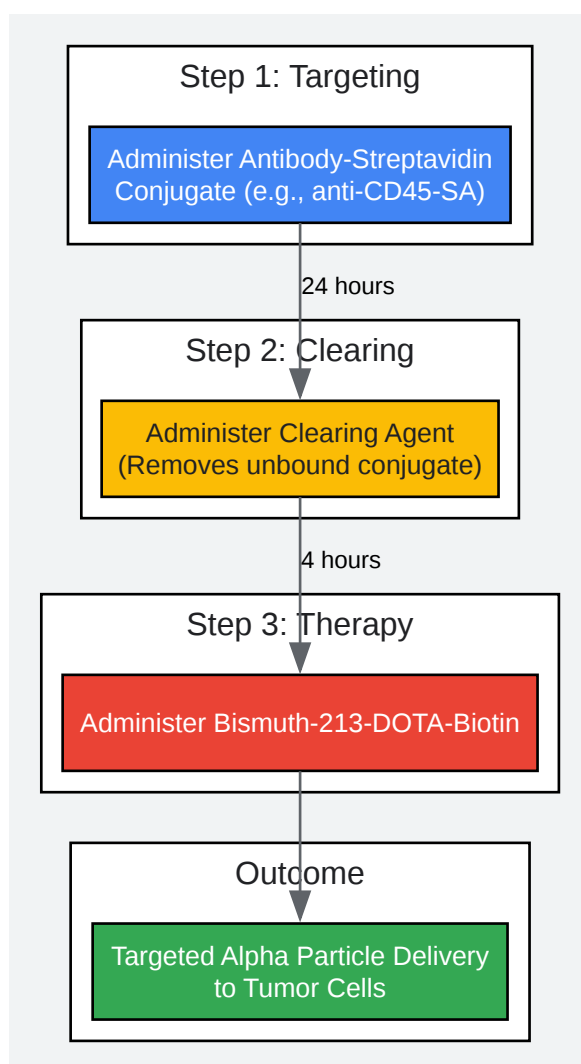 Step 1: Targeting
Administer Antibody-Streptavidin
Conjugate (e.g., anti-CD45-SA)
24 hours
Step 2: Clearing
Administer Clearing Agent
(Removes unbound conjugate)
4 hours
Step 3: Therapy
Administer Bismuth-213-DOTA-Biotin
Outcome
Targeted Alpha Particle Delivery
to Tumor Cells